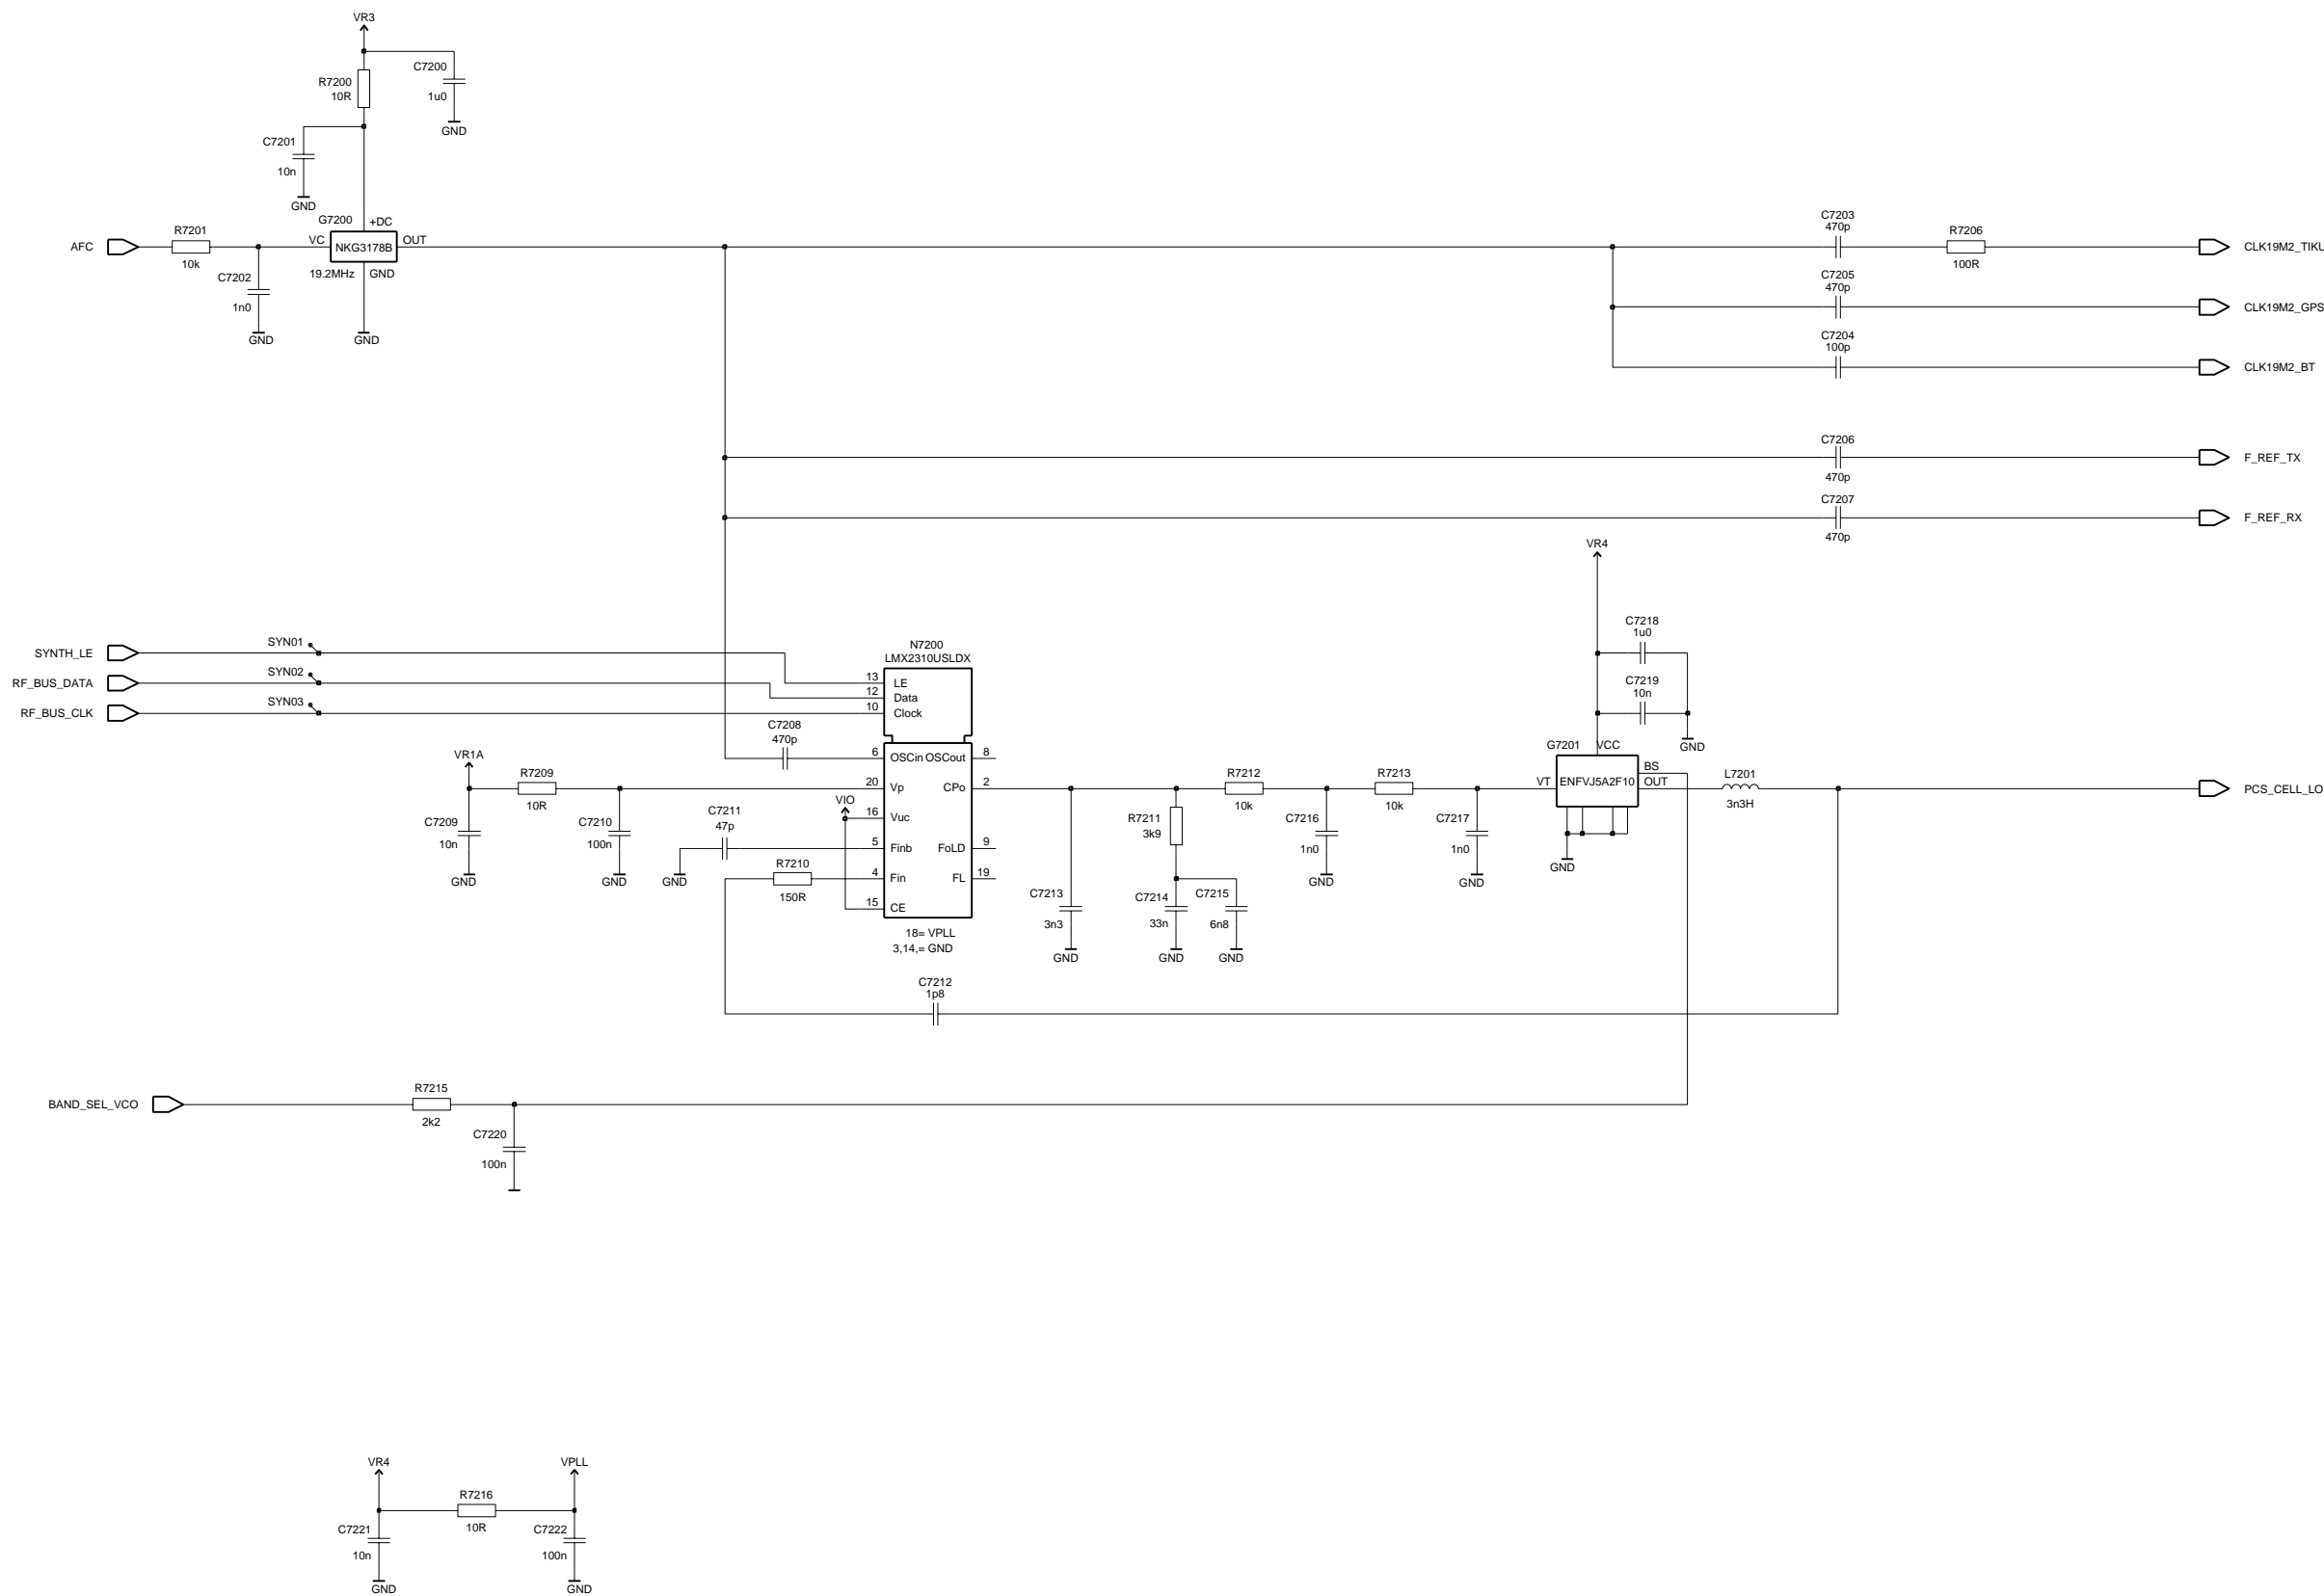 VR3
C7200
1u0
GND
R7200
10R
C7201
10n
GND
G7200
+DC
AFC
R7201
10k
VC
NKG3178B
OUT
C7202
1n0
GND
19.2MHz
GND
GND
C7203
470p
R7206
100R
CLK19M2_TIKU
C7205
470p
CLK19M2_GPS
C7204
100p
CLK19M2_BT
C7206
470p
F_REF_TX
C7207
470p
F_REF_RX
SYNTH_LE
SYN01
RF_BUS_DATA
SYN02
RF_BUS_CLK
SYN03
N7200
LMX2310USLDX
13
LE
12
Data
10
Clock
C7208
470p
6
OSCin
OSCout
8
VR1A
R7209
10R
20
Vp
CPo
2
C7209
10n
GND
C7210
100n
GND
VIO
16
Vuc
C7211
47p
GND
5
Finb
FoLD
9
R7210
150R
4
Fin
FL
19
15
CE
18= VPLL
3,14,= GND
C7213
3n3
GND
R7211
3k9
C7214
33n
GND
C7215
6n8
GND
R7212
10k
C7216
1n0
GND
R7213
10k
C7217
1n0
GND
VR4
C7218
1u0
C7219
10n
GND
G7201
VCC
VT
ENFVJ5A2F10
BS
OUT
GND
L7201
3n3H
PCS_CELL_LO
C7212
1p8
BAND_SEL_VCO
R7215
2k2
C7220
100n
VR4
VPLL
R7216
10R
C7221
10n
GND
C7222
100n
GND